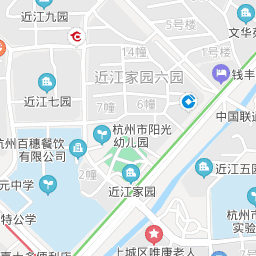 近江九园
15号楼
文华
1号楼
近江家园六园
钱丰
14幢
近江七园
7幢
6幢
中国联通
杭州市阳光
幼儿园
杭州百穗餐饮
有限公司
2幢
近江家园
近江五园
元中学
特公学
杭州市
实验
上城区唯康老人